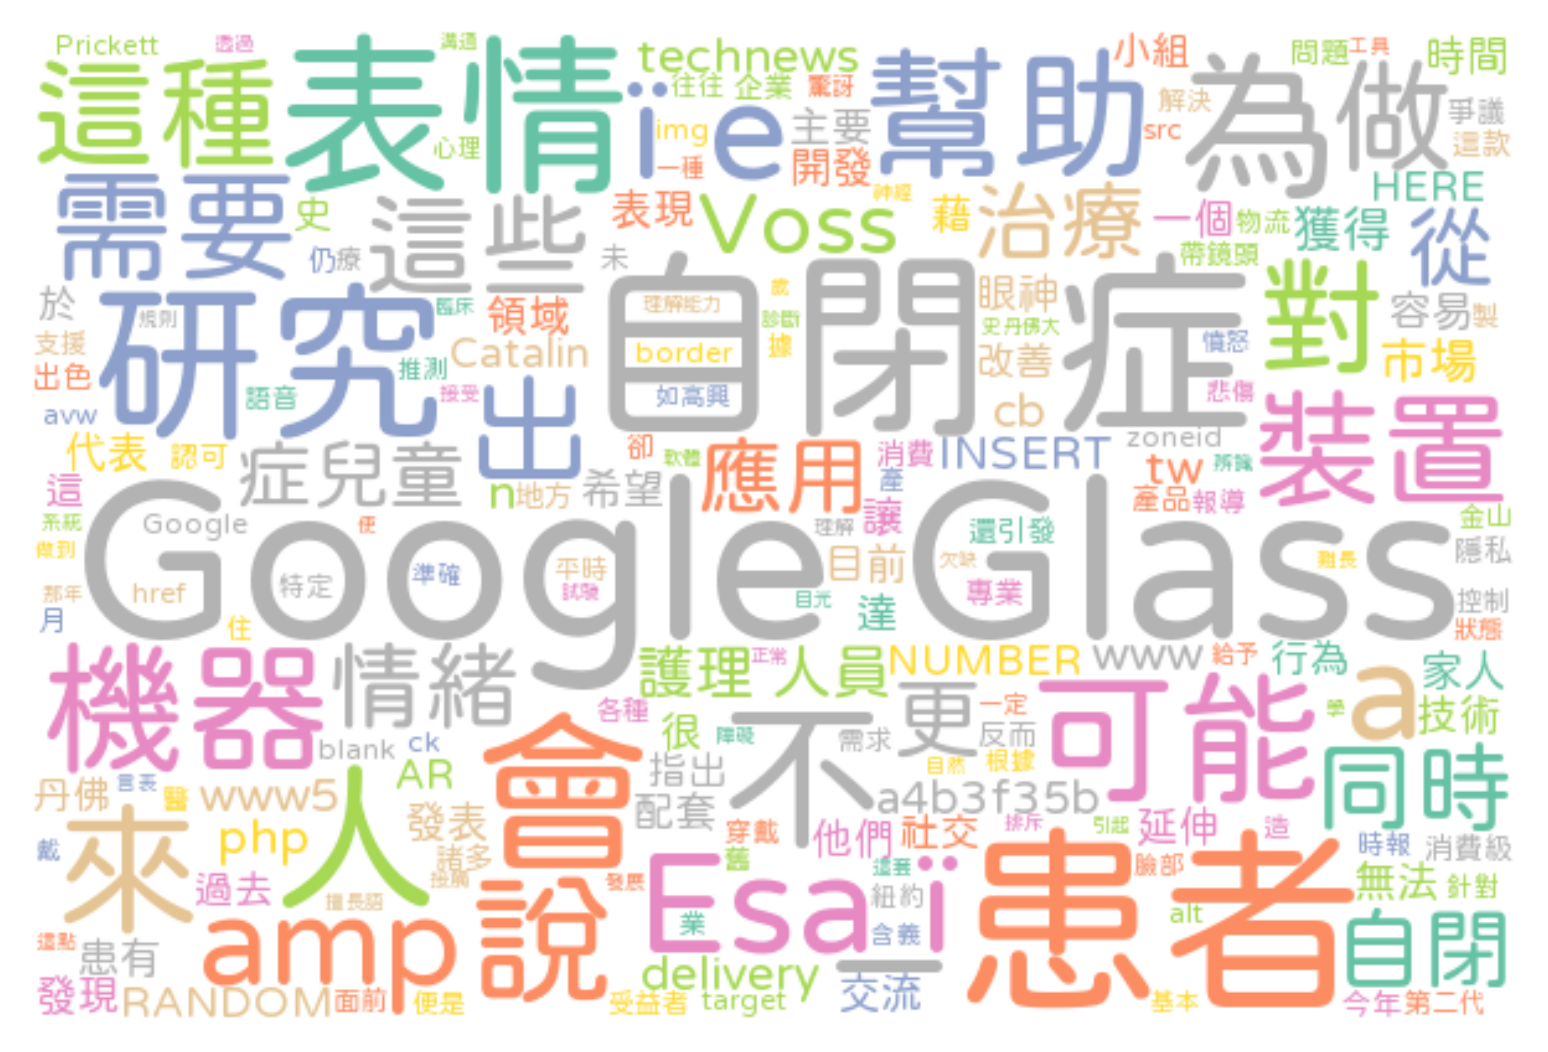 Prickett 透過 溝通 technews 小組 問題 工具 時間
這種 表情 ïe 往往 企業 驚訝 幫助 解決 為做 爭議
心理 img 主要 src 這款
一種 開發 HERE
需要 史 這些 表現 Voss 神經 藉 治療 一個 物流 獲得 從
仍 療 未 帶鏡頭
於 規則 研究 臨床 領域 自閉症 理解能力 歲 眼神 史丹佛大 對 容易 製
支援 推測 Catalin border 診斷 據 改善 憤怒 市場
出色 語音 接受 出 如高興 cb 悲傷 裝置
avw
代表 認可 症兒童 卻 軟體 應用 消費 INSERT zoneid
這 n 地方 希望 產 tw 辨識
讓 產品 報導
系統 Google 便 Google Glass 理解 還引發 金山
做到 準確 平時 目前 欠缺 難長 隱私
那年 href 特定 試驗 目光 達 專業 控制
月 住 狀態
機器 情緒 護理 正常 人員 NUMBER www 給予 行為 a 家人
各種 很 障礙 不 更 一定 可能 學 技術
blank ck 指出 需求 反而
AR 自然 根據 同時
丹佛 言表 醫 www5 人 會 配套 a4b3f35b
戴 來 php 發表 穿戴 他們 社交 排斥 引起 延伸 造 時報 消費級
諸多 舊 這套 患者 臉部
過去 接觸 發展 Esaï 紐約 無法 針對
擅長語 業 alt
這點 患有 amp 說 含義 一 自閉
delivery
發現 RANDOM 面前 便是 受益者 target 交流 基本 今年 第二代